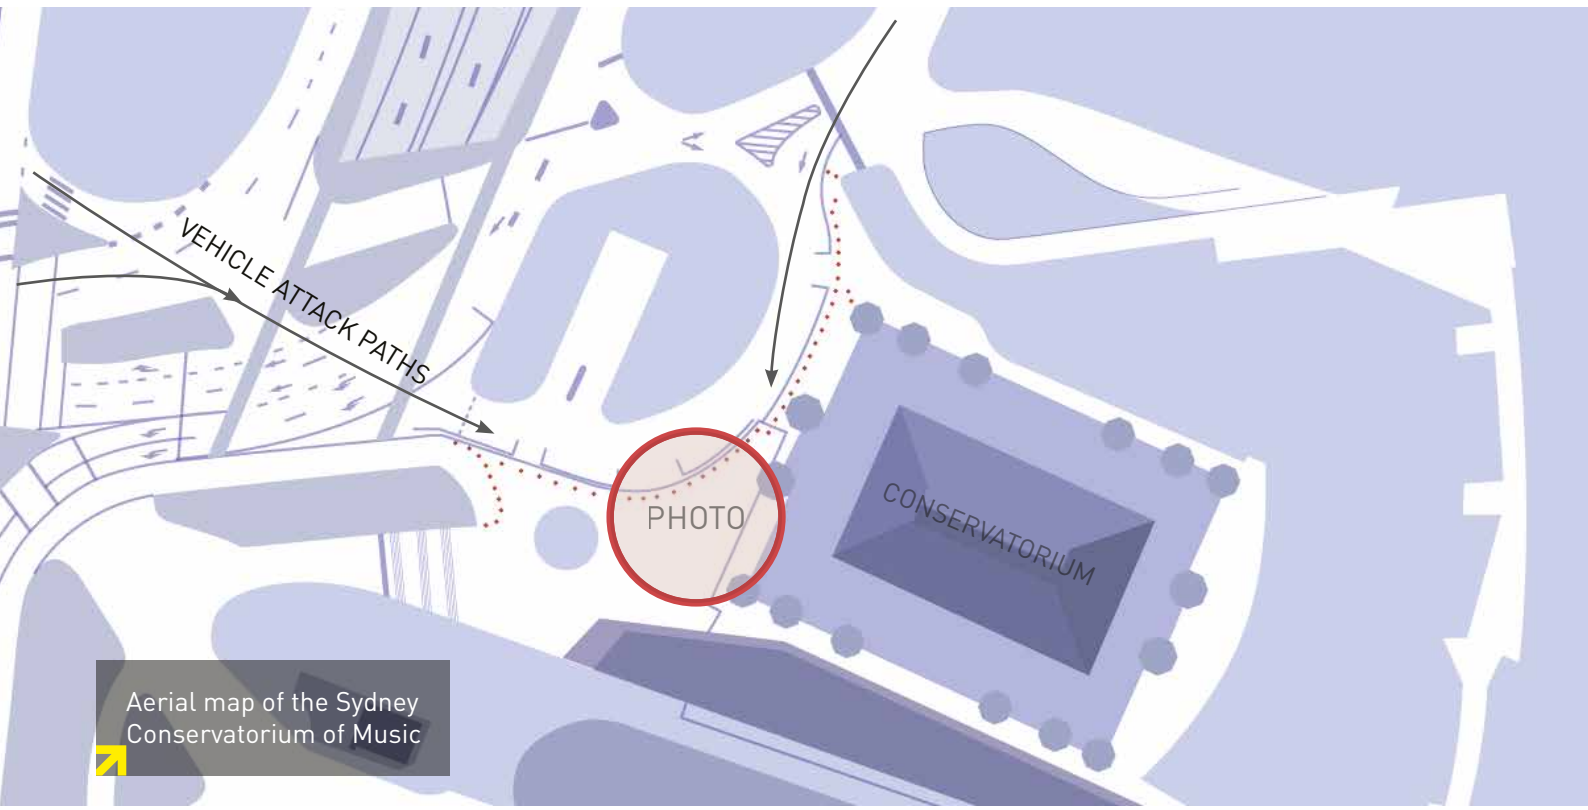 VEHICLE ATTACK PATHS
PHOTO
CONSERVATORIUM
Aerial map of the Sydney
Conservatorium of Music